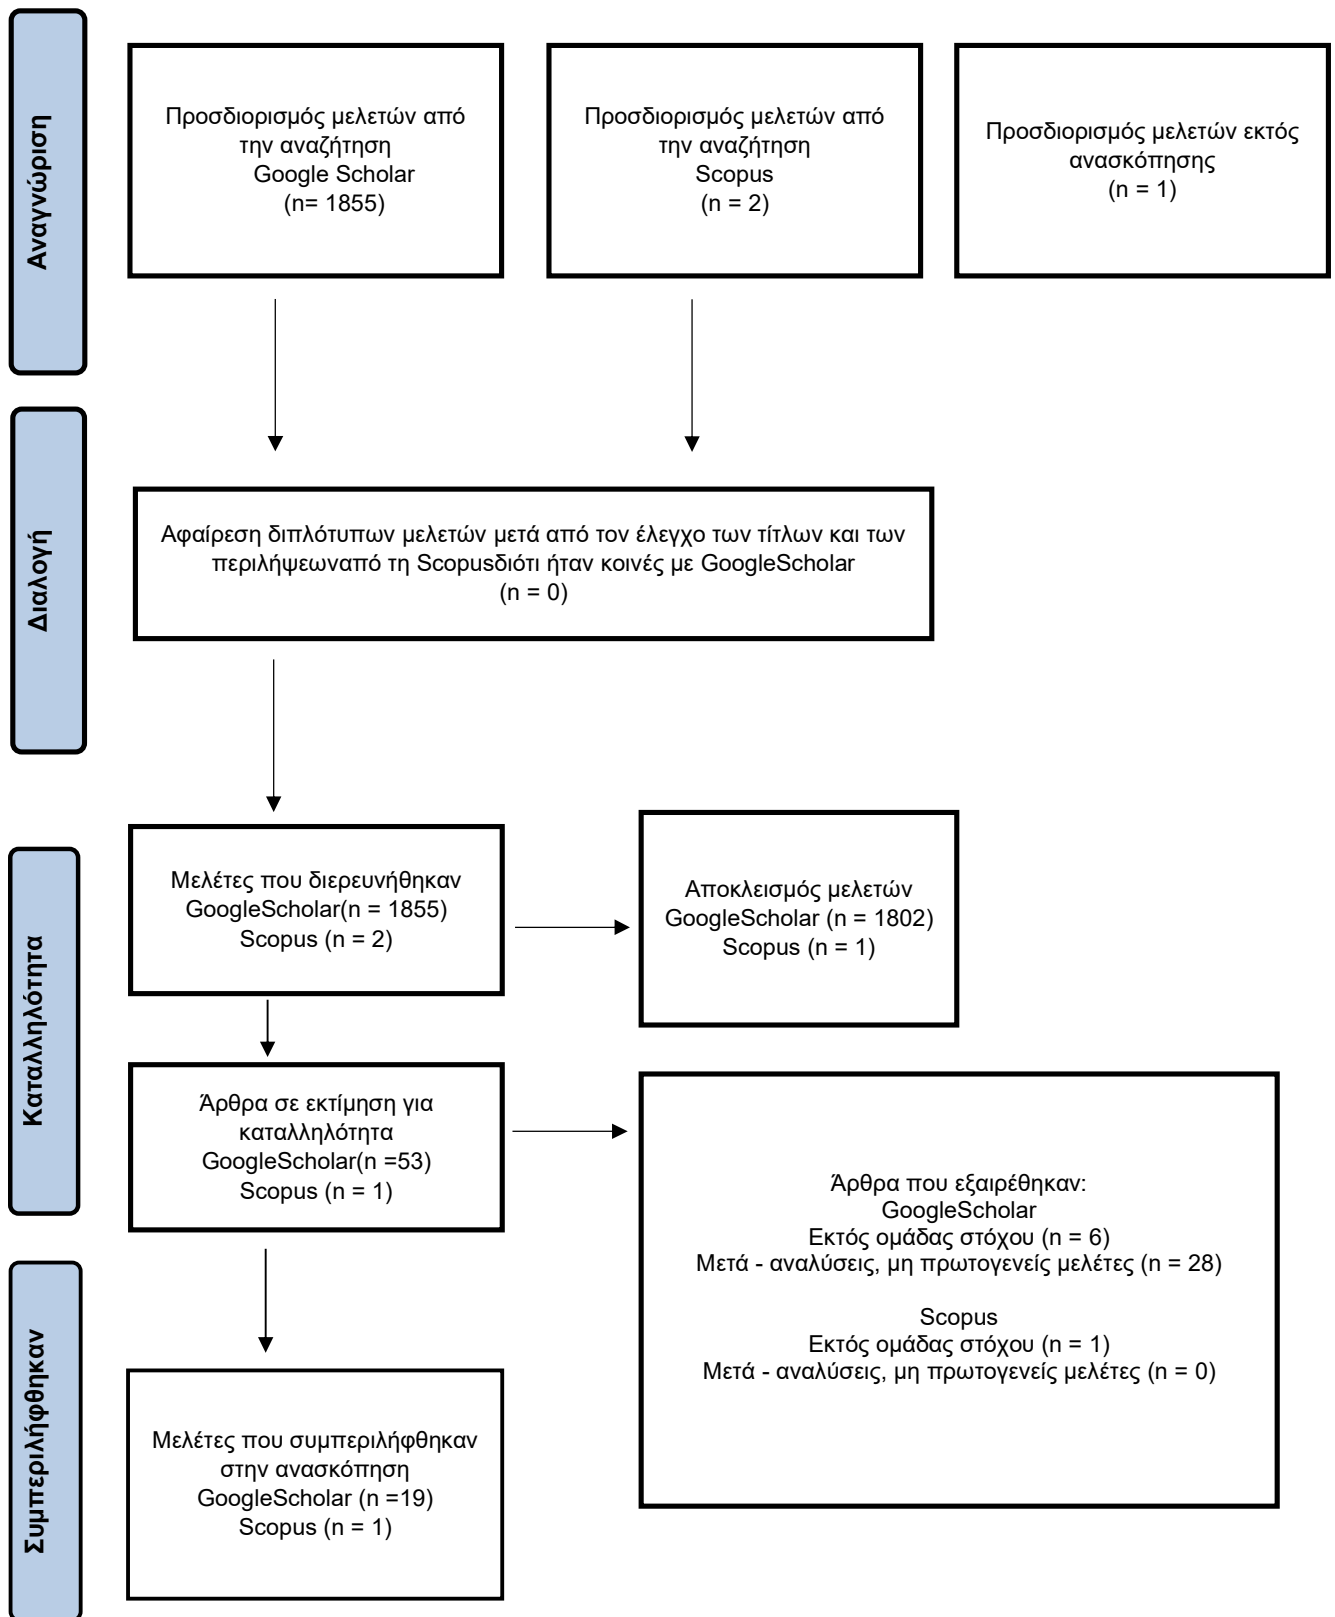 Αναγνώριση
Προσδιορισμός μελετών από
την αναζήτηση
Google Scholar
(n= 1855)
Προσδιορισμός μελετών από
την αναζήτηση
Scopus
(n = 2)
Προσδιορισμός μελετών εκτός
ανασκόπησης
(n = 1)
Διαλογή
Αφαίρεση διπλότυπων μελετών μετά από τον έλεγχο των τίτλων και των
περιλήψεωναπό τη Scopusδιότι ήταν κοινές με GoogleScholar
(n = 0)
Καταλληλότητα
Μελέτες που διερευνήθηκαν
GoogleScholar(n = 1855)
Scopus (n = 2)
Αποκλεισμός μελετών
GoogleScholar (n = 1802)
Scopus (n = 1)
Άρθρα σε εκτίμηση για
καταλληλότητα
GoogleScholar(n =53)
Scopus (n = 1)
Άρθρα που εξαιρέθηκαν:
GoogleScholar
Εκτός ομάδας στόχου (n = 6)
Μετά - αναλύσεις, μη πρωτογενείς μελέτες (n = 28)
Scopus
Εκτός ομάδας στόχου (n = 1)
Μετά - αναλύσεις, μη πρωτογενείς μελέτες (n = 0)
Συμπεριλήφθηκαν
Μελέτες που συμπεριλήφθηκαν
στην ανασκόπηση
GoogleScholar (n =19)
Scopus (n = 1)